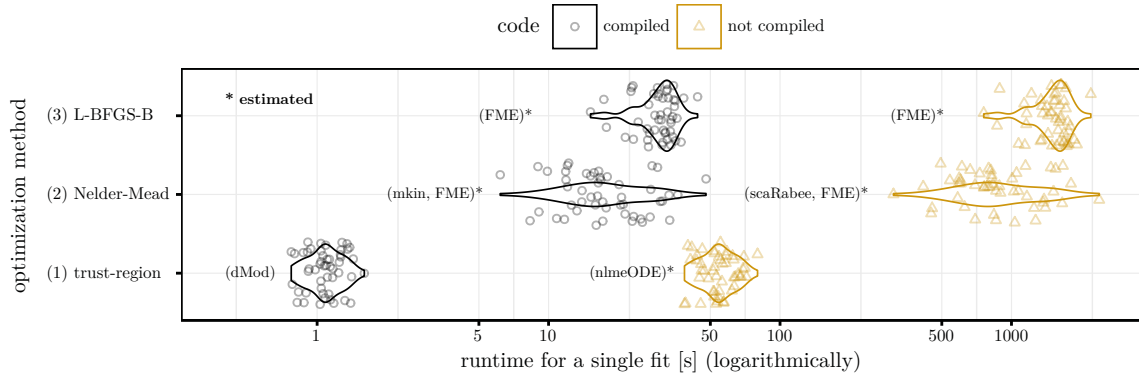 code compiled not compiled
optimization method
* estimated
(3) L-BFGS-B
(FME)*
(FME)*
(2) Nelder-Mead
(mkin, FME)*
(scaRabee, FME)*
(1) trust-region
(dMod)
(nlmeODE)*
1 5 10 50 100 500 1000
runtime for a single fit [s] (logarithmically)